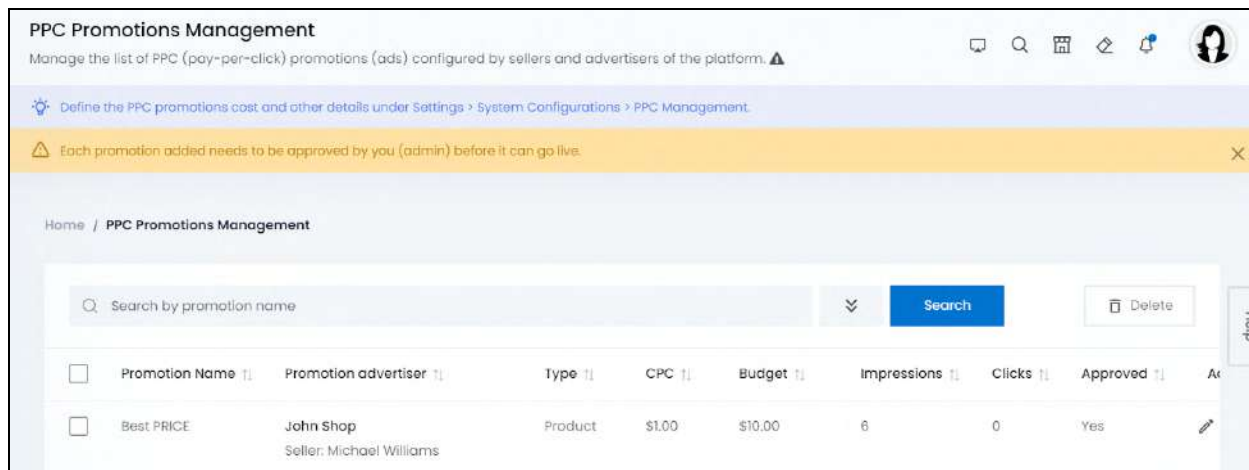 PPC Promotions Management
Manage the list of PPC (pay-per-click) promotions (ads) configured by sellers and advertisers of the platform.
Define the PPC promotions cost and other details under Settings > System Configurations > PPC Management.
Each promotion added needs to be approved by you (admin) before it can go live.
Home / PPC Promotions Management
Search by promotion name
Search
Delete
Help
Promotion Name Promotion advertiser Type CPC Budget Impressions Clicks Approved
Best PRICE John Shop Product $1.00 $10.00 6 0 Yes
Seller: Michael Williams